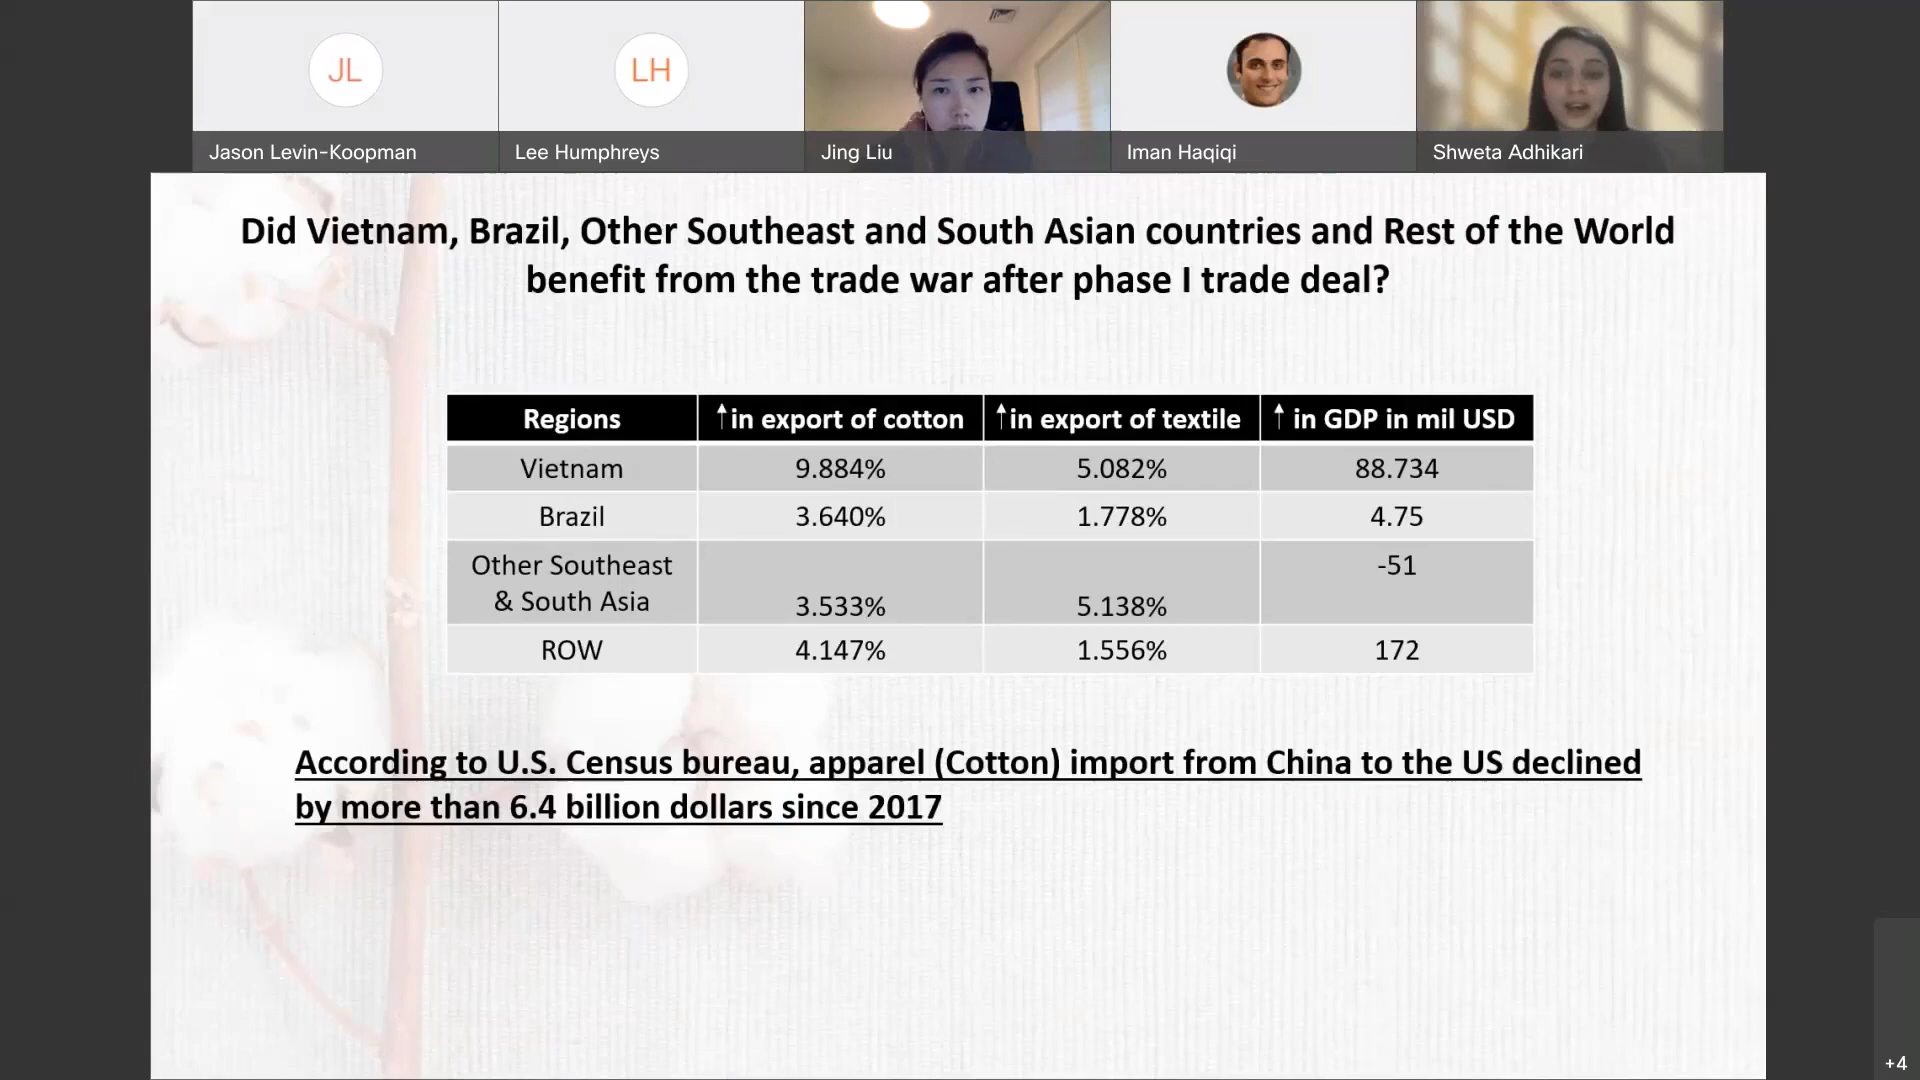 JL
LH
Jason Levin-Koopman
Lee Humphreys
Jing Liu
Iman Haqiqi
Shweta Adhikari
Did Vietnam, Brazil, Other Southeast and South Asian countries and Rest of the World
benefit from the trade war after phase I trade deal?
Regions ↑in export of cotton ↑in export of textile ↑ in GDP in mil USD
Vietnam 9.884% 5.082% 88.734
Brazil 3.640% 1.778% 4.75
Other Southeast
& South Asia 3.533% 5.138% -51
ROW 4.147% 1.556% 172
According to U.S. Census bureau, apparel (Cotton) import from China to the US declined
by more than 6.4 billion dollars since 2017
+4